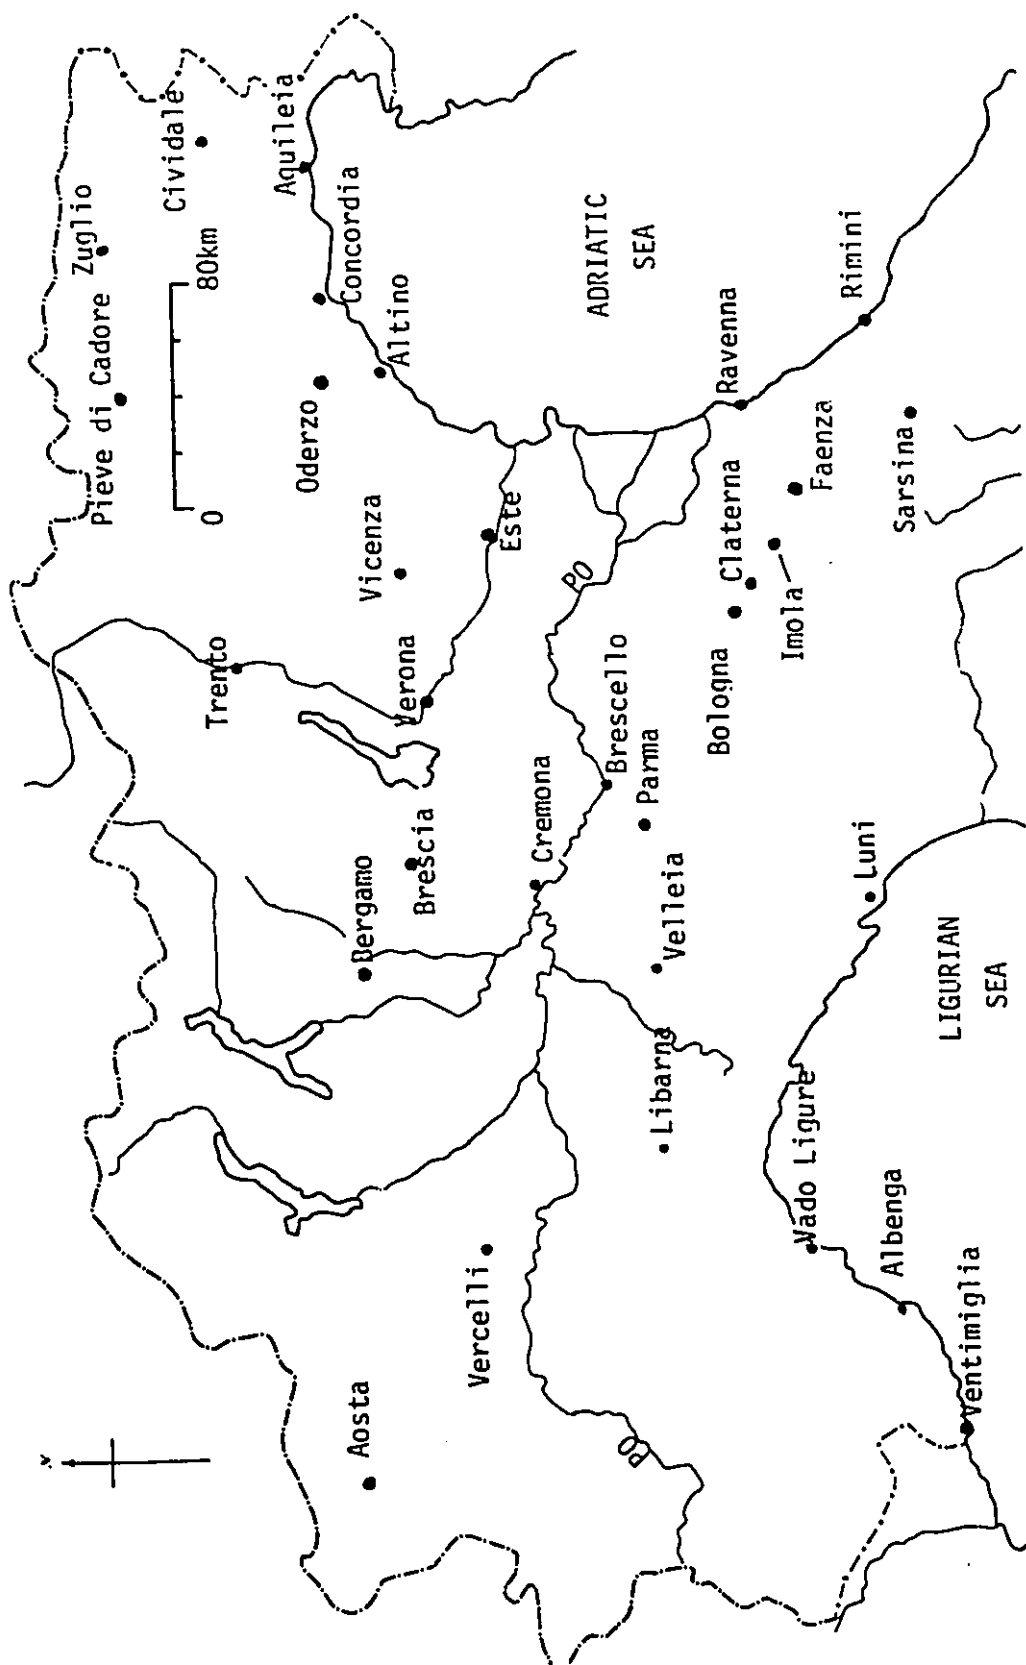 N
Pieve di Cadore
Zuglio
Cividale
0
80km
Aquileia
Concordia
Altino
Oderzo
Trento
Vicenza
Verona
Este
Aosta
Bergamo
Brescia
Vercelli
Cremona
PO
PO
Brescello
Parma
Velleia
Libarna
Bologna
Claterna
Imola
Faenza
Ravenna
Rimini
Sarsina
ADRIATIC
SEA
Vado Ligure
Albenga
Ventimiglia
Luni
LIGURIAN
SEA